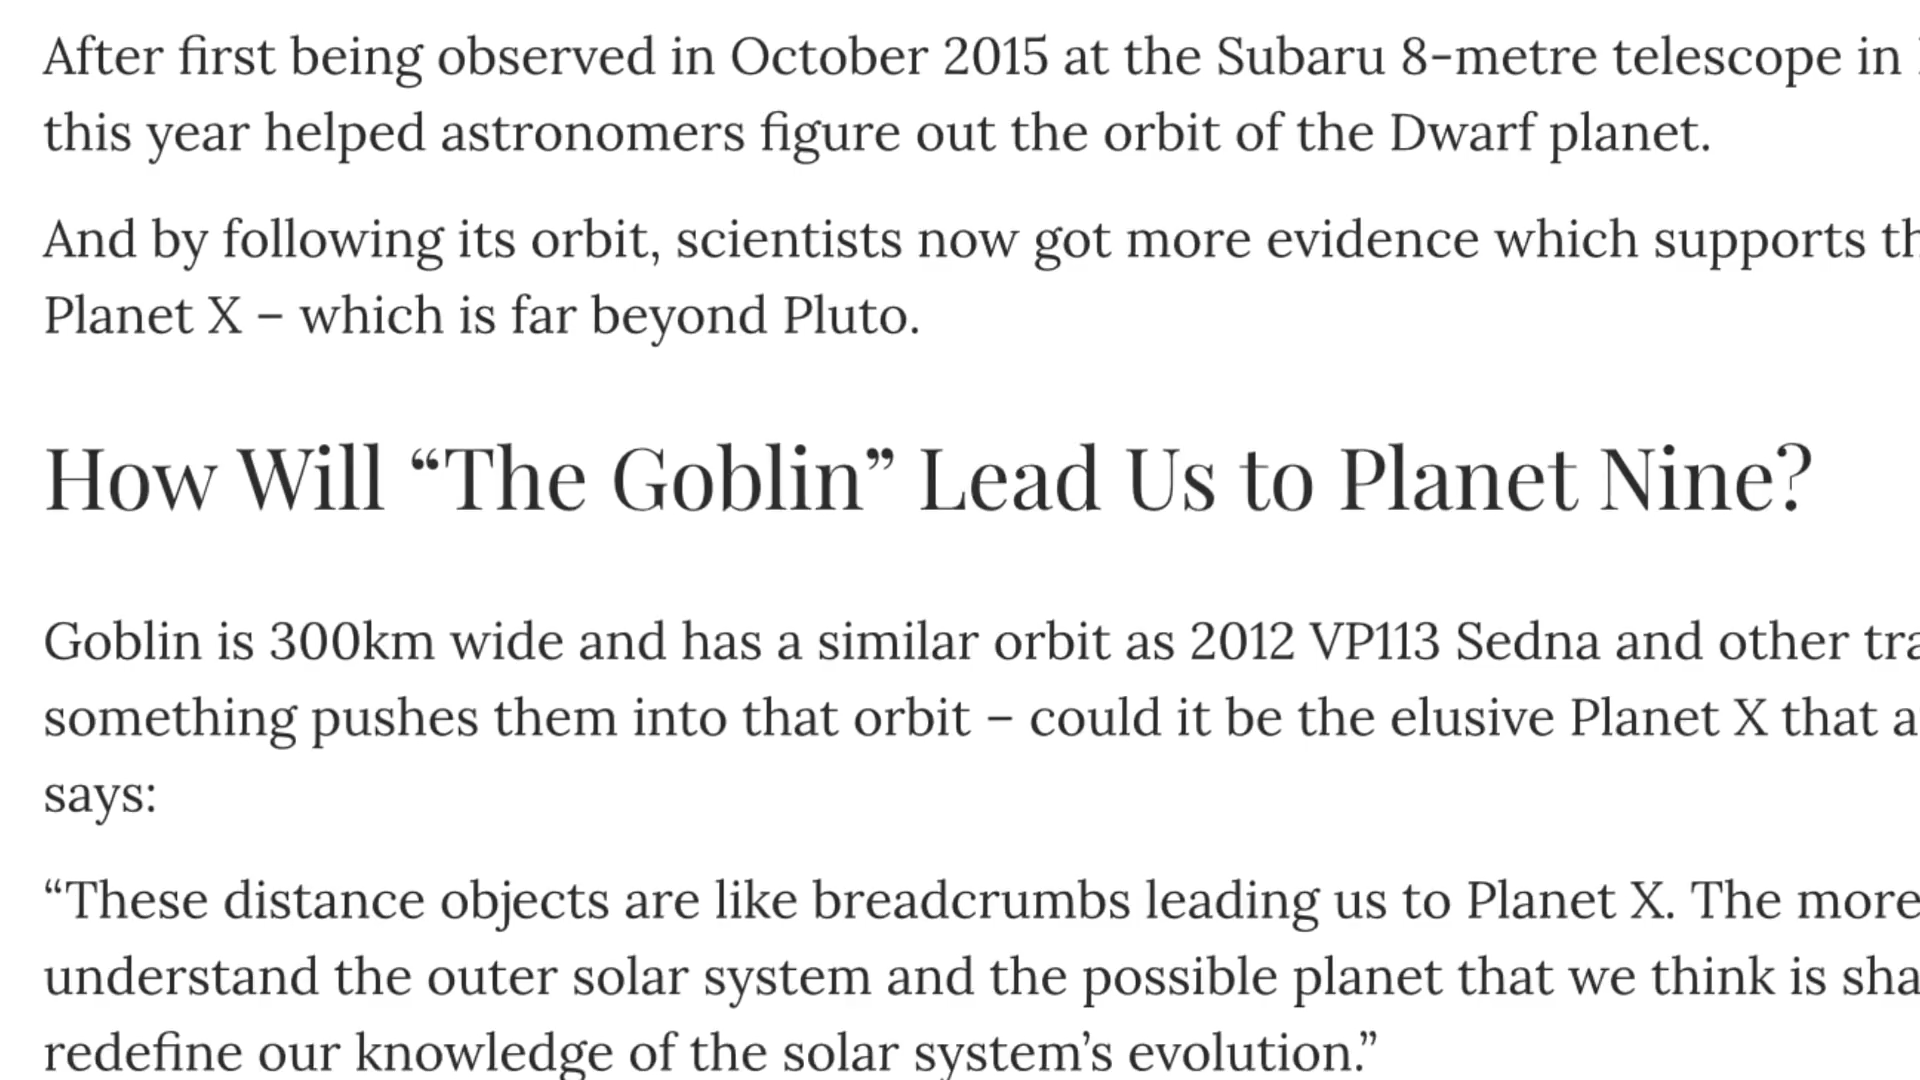 After first being observed in October 2015 at the Subaru 8-metre telescope in
this year helped astronomers figure out the orbit of the Dwarf planet.
And by following its orbit, scientists now got more evidence which supports
Planet X – which is far beyond Pluto.
How Will “The Goblin” Lead Us to Planet Nine?
Goblin is 300km wide and has a similar orbit as 2012 VP113 Sedna and other
something pushes them into that orbit – could it be the elusive Planet X that
says:
“These distance objects are like breadcrumbs leading us to Planet X. The more
understand the outer solar system and the possible planet that we think is
redefine our knowledge of the solar system’s evolution.”